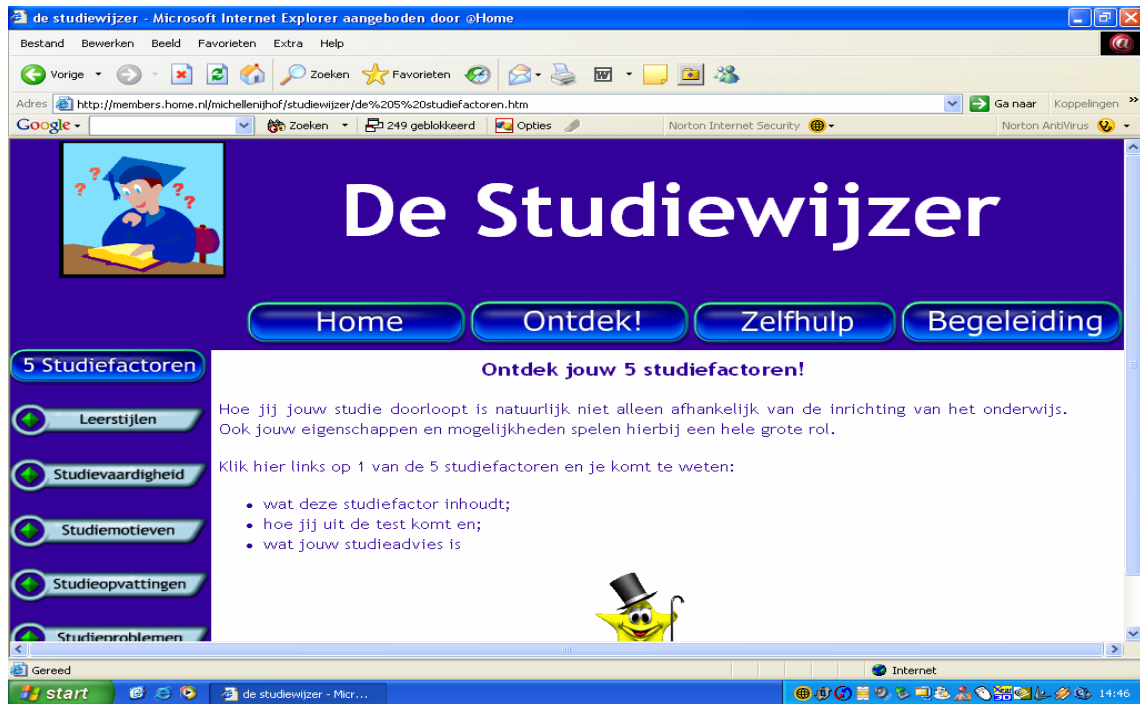 de studiewijzer - Microsoft Internet Explorer aangeboden door @Home
Bestand Bewerken Beeld Favorieten Extra Help
Vorige Zoeken Favorieten
Adres http://members.home.nl/michellenijhof/studiewijzer/de%205%20studiefactoren.htm Ga naar Koppelingen »
Google Zoeken 249 geblokkeerd Opties Norton Internet Security Norton AntiVirus
De Studiewijzer
Home Ontdek! Zelfhulp Begeleiding
5 Studiefactoren
Leerstijlen
Studievaardigheid
Studiemotieven
Studieopvattingen
Studieproblemen
Ontdek jouw 5 studiefactoren!
Hoe jij jouw studie doorloopt is natuurlijk niet alleen afhankelijk van de inrichting van het onderwijs.
Ook jouw eigenschappen en mogelijkheden spelen hierbij een hele grote rol.
Klik hier links op 1 van de 5 studiefactoren en je komt te weten:
• wat deze studiefactor inhoudt;
• hoe jij uit de test komt en;
• wat jouw studieadvies is
Gereed Internet
start de studiewijzer - Micr... 14:46